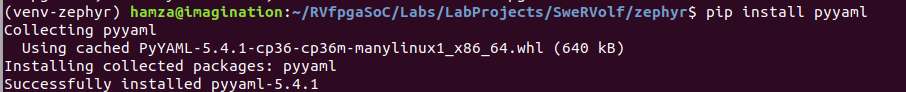 (venv-zephyr) hamza@imagination:~/RVfpgaSoC/Labs/LabProjects/SweRVolf/zephyr$ pip install pyyaml
Collecting pyyaml
  Using cached PyYAML-5.4.1-cp36-cp36m-manylinux1_x86_64.whl (640 kB)
Installing collected packages: pyyaml
Successfully installed pyyaml-5.4.1